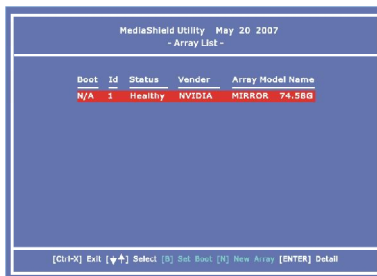 MediaShield Utility May 20 2007
- Array List -
Boot Id Status Vender Array Model Name
N/A 1 Healthy NVIDIA MIRROR 74.5BG
[Ctrl-X] Exit [↓↑] Select [B] Set Boot [N] New Array [ENTER] Detail